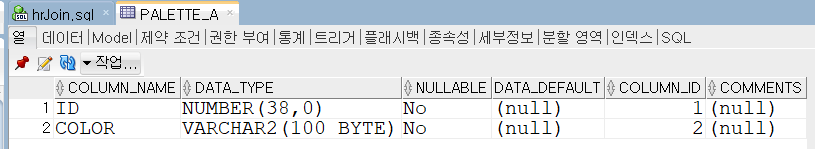 hrJoin.sql PALETTE_A
열 데이터 Model 제약 조건 권한 부여 통계 트리거 플래시백 종속성 세부정보 분할 영역 인덱스 SQL
작업...
COLUMN_NAME DATA_TYPE NULLABLE DATA_DEFAULT COLUMN_ID COMMENTS
1 ID NUMBER(38,0) No (null) 1 (null)
2 COLOR VARCHAR2(100 BYTE) No (null) 2 (null)